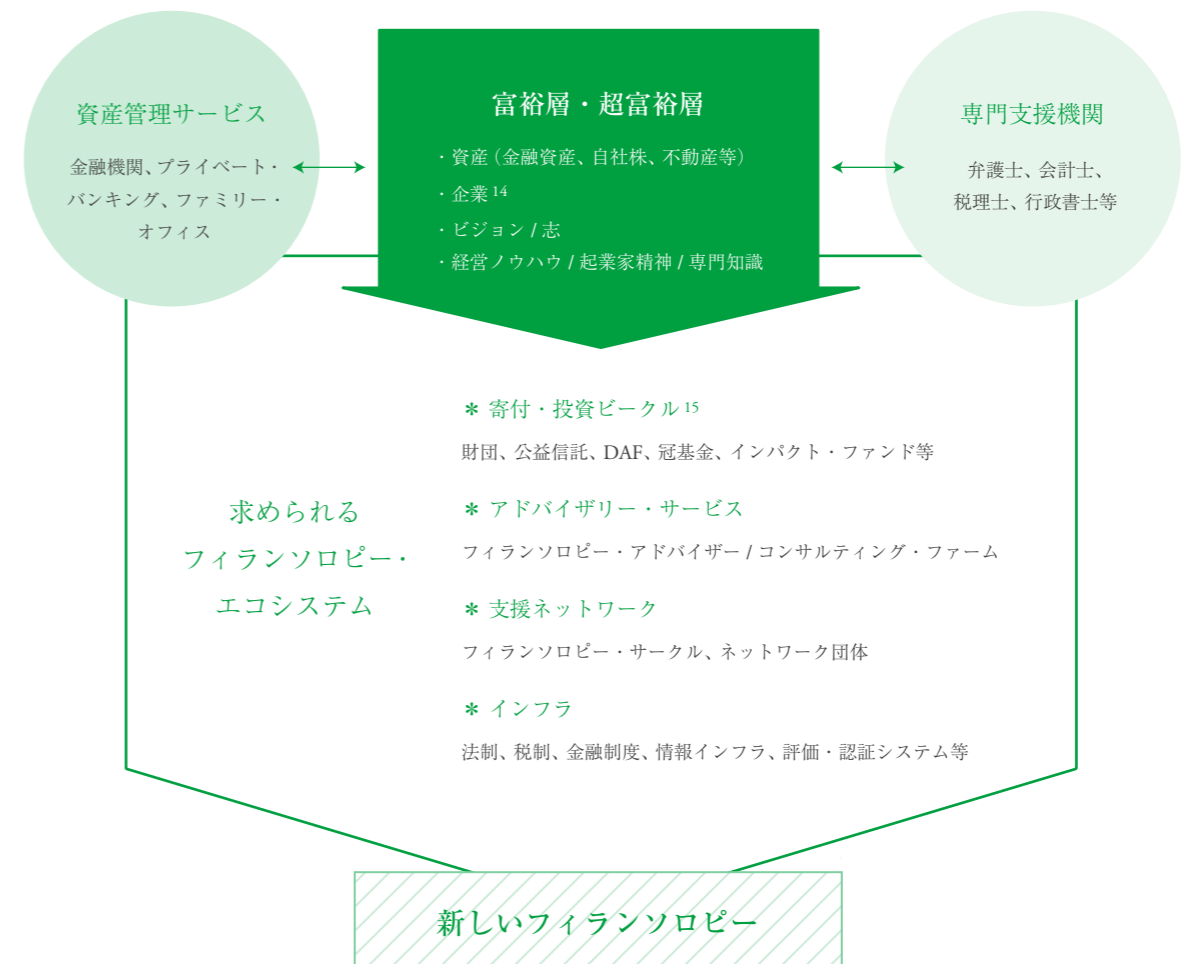 資産管理サービス
金融機関、プライベート・
バンキング、ファミリー・
オフィス
富裕層・超富裕層
・資産（金融資産、自社株、不動産等）
・企業14
・ビジョン / 志
・経営ノウハウ / 起業家精神 / 専門知識
専門支援機関
弁護士、会計士、
税理士、行政書士等
求められる
フィランソロピー・
エコシステム
＊ 寄付・投資ビークル15
財団、公益信託、DAF、冠基金、インパクト・ファンド等
＊ アドバイザリー・サービス
フィランソロピー・アドバイザー / コンサルティング・ファーム
＊ 支援ネットワーク
フィランソロピー・サークル、ネットワーク団体
＊ インフラ
法制、税制、金融制度、情報インフラ、評価・認証システム等
新しいフィランソロピー